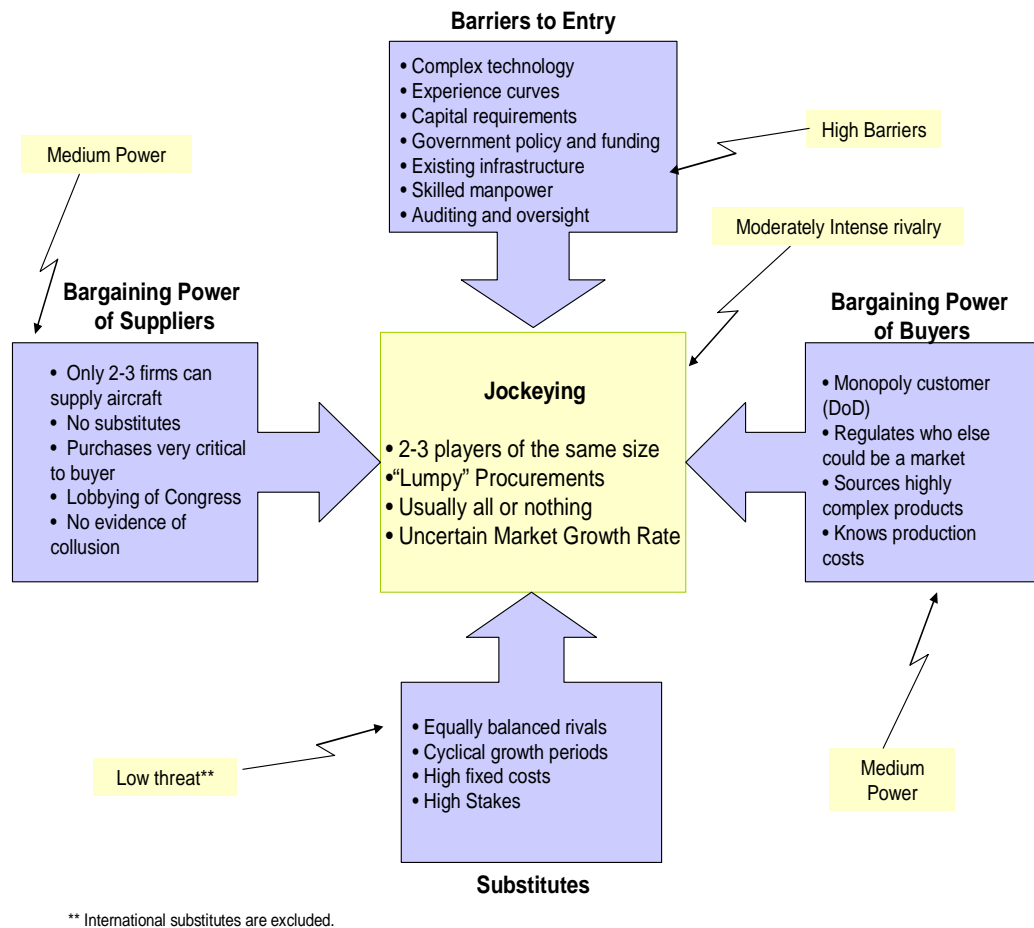 Barriers to Entry
• Complex technology
• Experience curves
• Capital requirements
• Government policy and funding
• Existing infrastructure
• Skilled manpower
• Auditing and oversight
High Barriers
Medium Power
Moderately Intense rivalry
Bargaining Power
of Suppliers
• Only 2-3 firms can
supply aircraft
• No substitutes
• Purchases very critical
to buyer
• Lobbying of Congress
• No evidence of
collusion
Jockeying
• 2-3 players of the same size
•“Lumpy” Procurements
• Usually all or nothing
• Uncertain Market Growth Rate
Bargaining Power
of Buyers
• Monopoly customer
(DoD)
• Regulates who else
could be a market
• Sources highly
complex products
• Knows production
costs
Low threat**
• Equally balanced rivals
• Cyclical growth periods
• High fixed costs
• High Stakes
Medium
Power
Substitutes
** International substitutes are excluded.